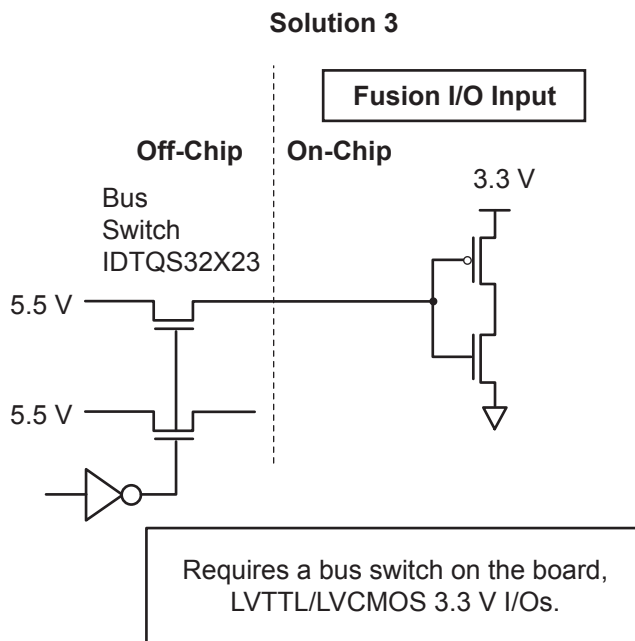 Solution 3
Fusion I/O Input
Off-Chip
On-Chip
3.3 V
Bus
Switch
IDTQS32X23
5.5 V
5.5 V
Requires a bus switch on the board,
LVTTL/LVCMOS 3.3 V I/Os.